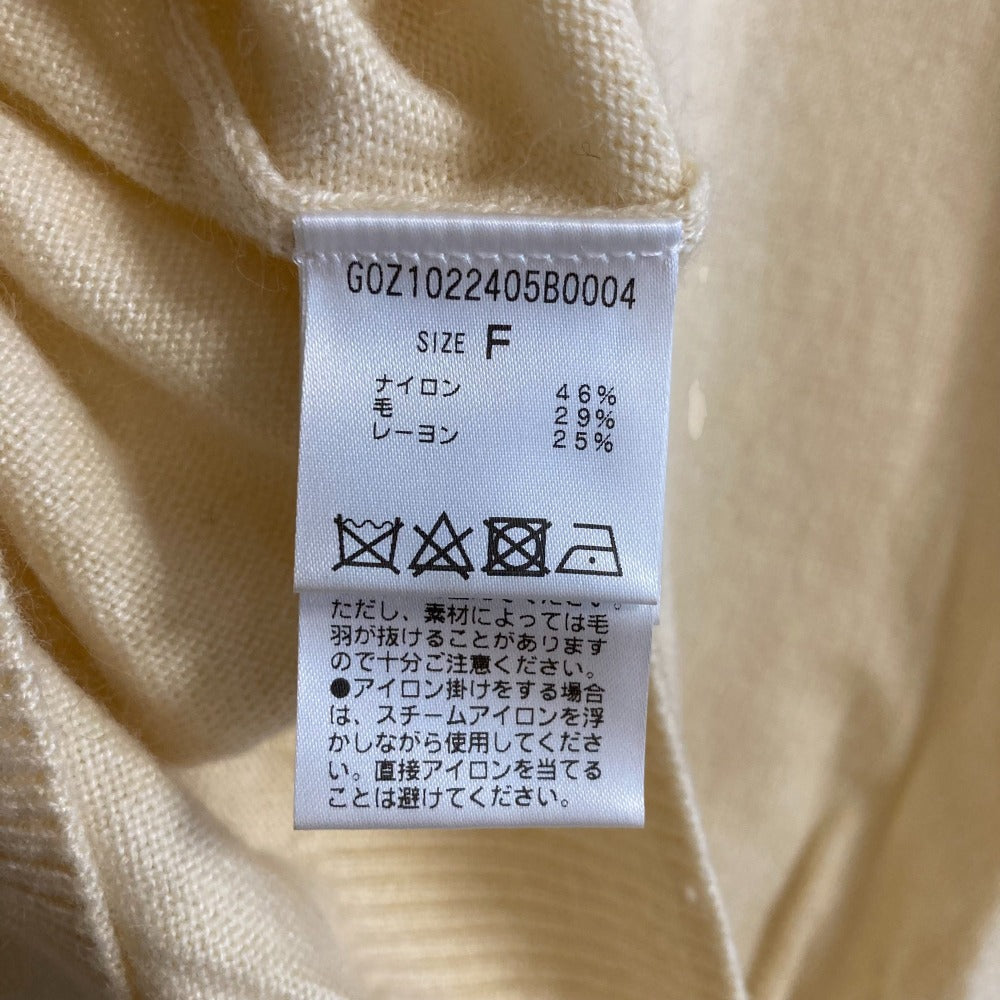 G0Z1022405B0004
SIZE F
ナイロン 46%
毛 29%
レーヨン 25%
ください。
ただし、素材によっては毛
羽が抜けることがあります
ので十分ご注意ください。
●アイロン掛けをする場合
は、スチームアイロンを浮
かしながら使用してくださ
い。直接アイロンを当てる
ことは避けてください。